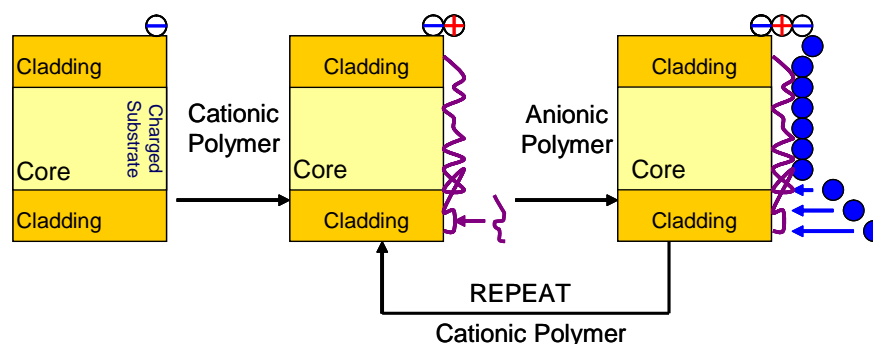 Cladding
Core
Charged
Substrate
Cladding
Cationic
Polymer
Cladding
Core
Cladding
Anionic
Polymer
Cladding
Core
Cladding
REPEAT
Cationic Polymer